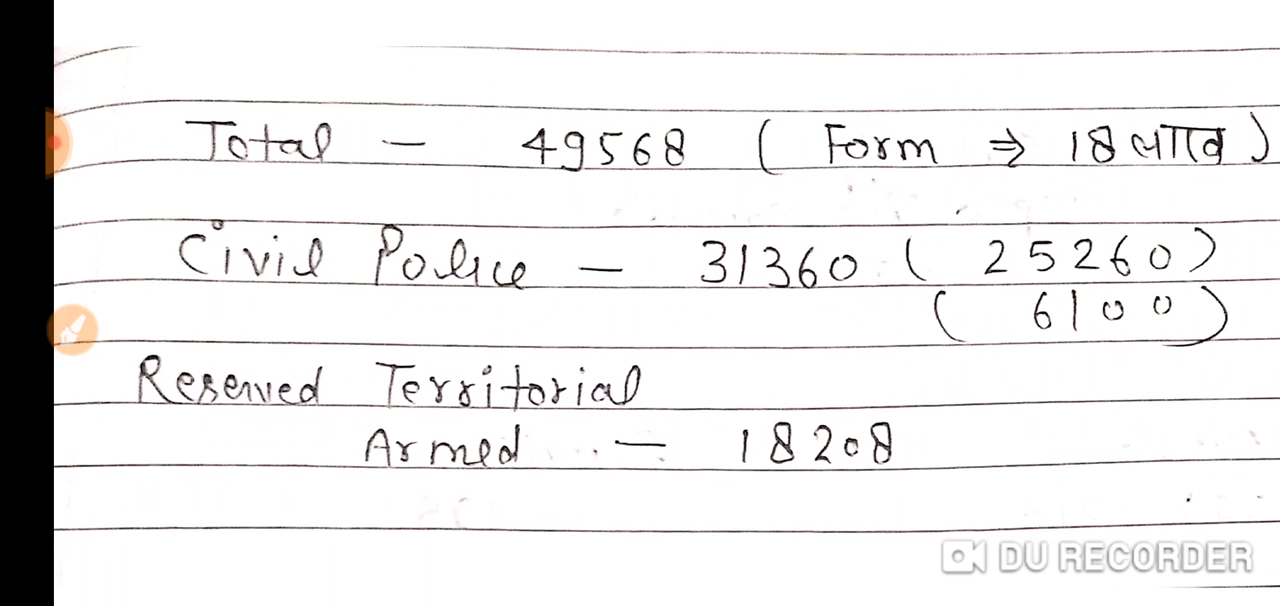 Total - 49568 ( Form ⇒ 18 लाख )
Civil Police - 31360 ( 25260 )
( 6100 )
Reserved Territorial
Armed - 18208
DU RECORDER